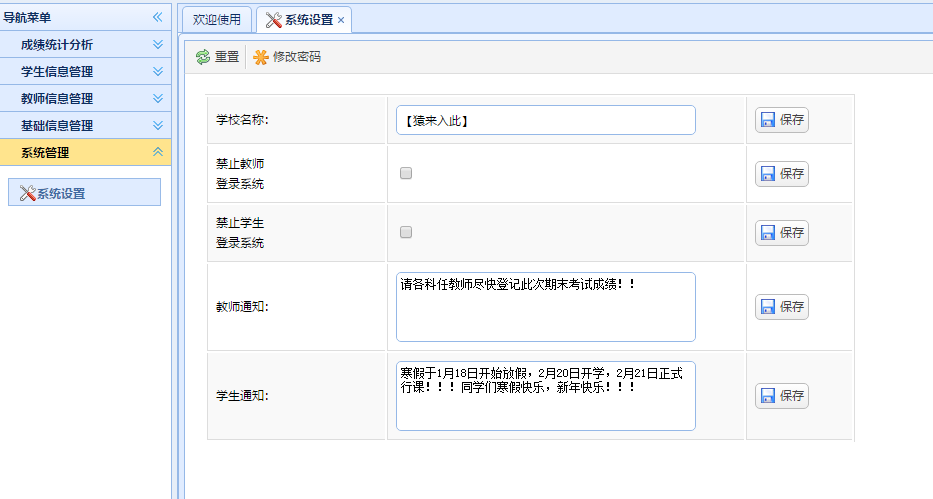 导航菜单
成绩统计分析
学生信息管理
教师信息管理
基础信息管理
系统管理
系统设置
欢迎使用
系统设置
重置
修改密码
学校名称:
【猿来入此】
保存
禁止教师
登录系统
保存
禁止学生
登录系统
保存
教师通知:
请各科任教师尽快登记此次期末考试成绩！！
保存
学生通知:
寒假于1月18日开始放假，2月20日开学，2月21日正式
行课！！！同学们寒假快乐，新年快乐！！！
保存